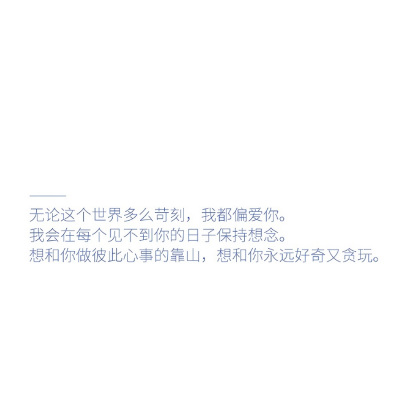 无论这个世界多么苛刻，我都偏爱你。
我会在每个见不到你的日子保持想念。
想和你做彼此心事的靠山，想和你永远好奇又贪玩。